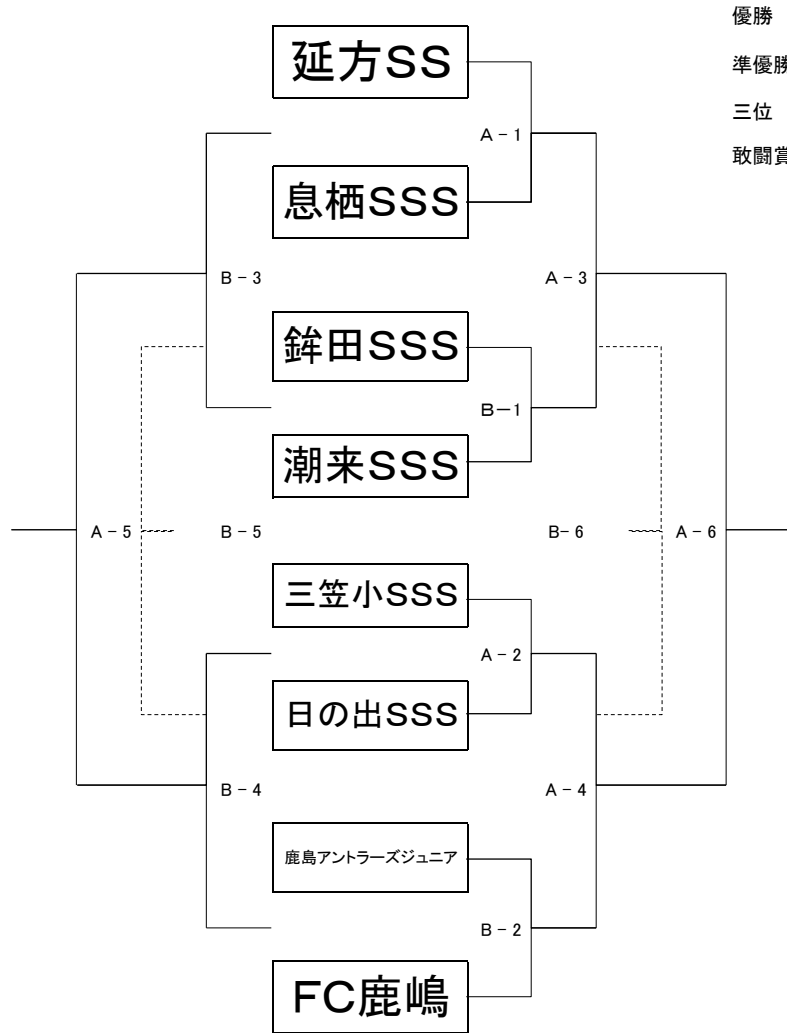 優勝
延方SS
準優勝
三位
A-1
敢闘賞
息栖SSS
B-3
A-3
鉾田SSS
B-1
潮来SSS
A-5
B-5
B-6
A-6
三笠小SSS
A-2
日の出SSS
B-4
A-4
鹿島アントラーズジュニア
B-2
FC鹿嶋